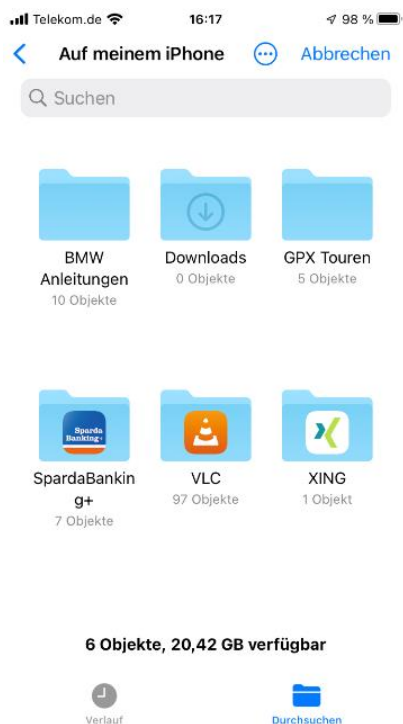 Telekom.de 16:17 98 %
Auf meinem iPhone Abbrechen
Suchen
BMW
Anleitungen
10 Objekte
Downloads
0 Objekte
GPX Touren
5 Objekte
Sparda
Banking+
SpardaBankin
g+
7 Objekte
VLC
97 Objekte
XING
1 Objekt
6 Objekte, 20,42 GB verfügbar
Verlauf Durchsuchen